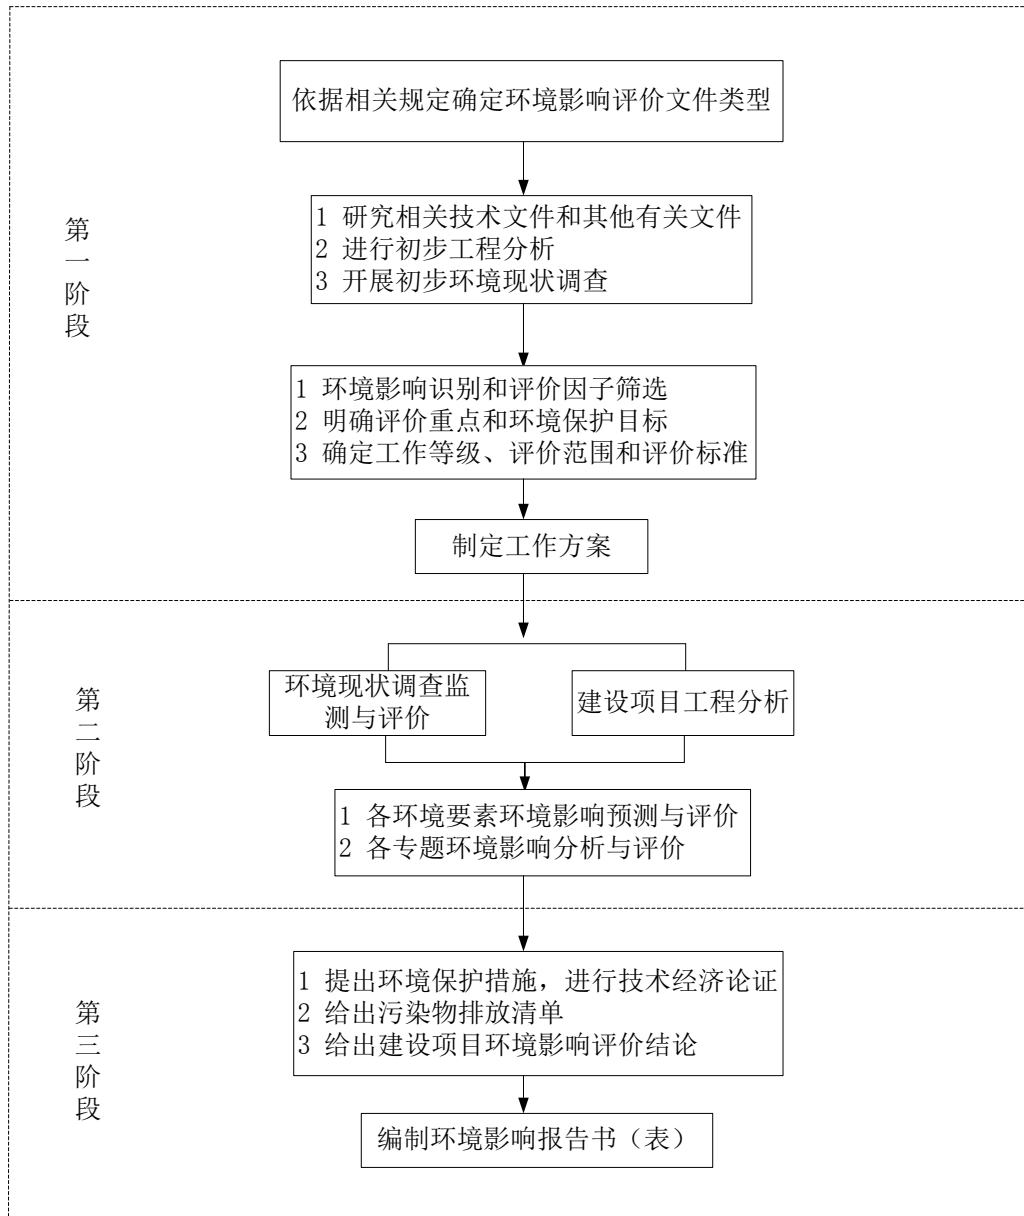 依据相关规定确定环境影响评价文件类型
第一阶段
1 研究相关技术文件和其他有关文件
2 进行初步工程分析
3 开展初步环境现状调查
1 环境影响识别和评价因子筛选
2 明确评价重点和环境保护目标
3 确定工作等级、评价范围和评价标准
制定工作方案
第二阶段
环境现状调查监
测与评价
建设项目工程分析
1 各环境要素环境影响预测与评价
2 各专题环境影响分析与评价
第三阶段
1 提出环境保护措施，进行技术经济论证
2 给出污染物排放清单
3 给出建设项目环境影响评价结论
编制环境影响报告书（表）